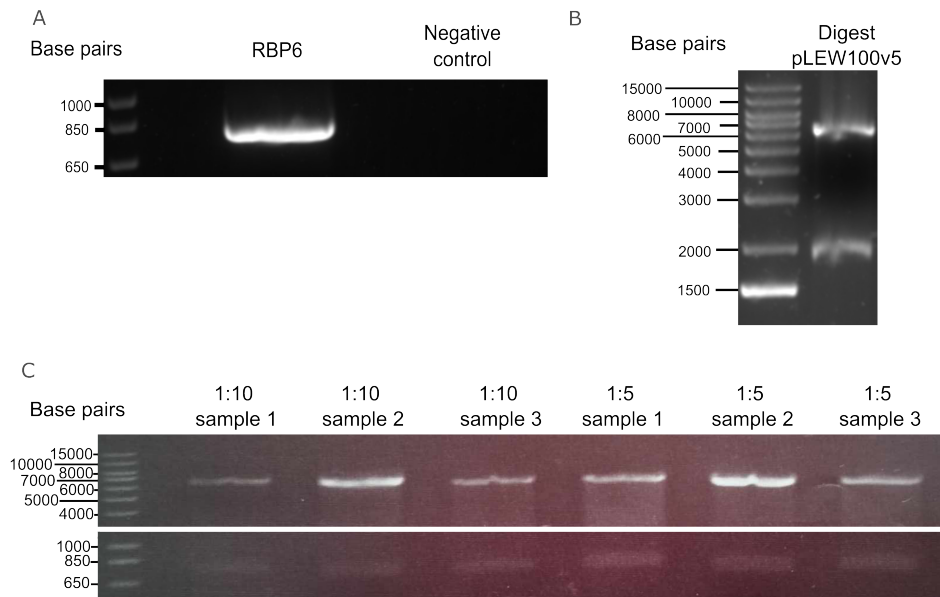 A
Base pairs
RBP6
Negative
control
1000
850
650
B
Base pairs
Digest
pLEW100v5
15000
10000
8000
7000
6000
5000
4000
3000
2000
1500
C
Base pairs
1:10
sample 1
1:10
sample 2
1:10
sample 3
1:5
sample 1
1:5
sample 2
1:5
sample 3
15000
10000
8000
7000
6000
5000
4000
1000
850
650